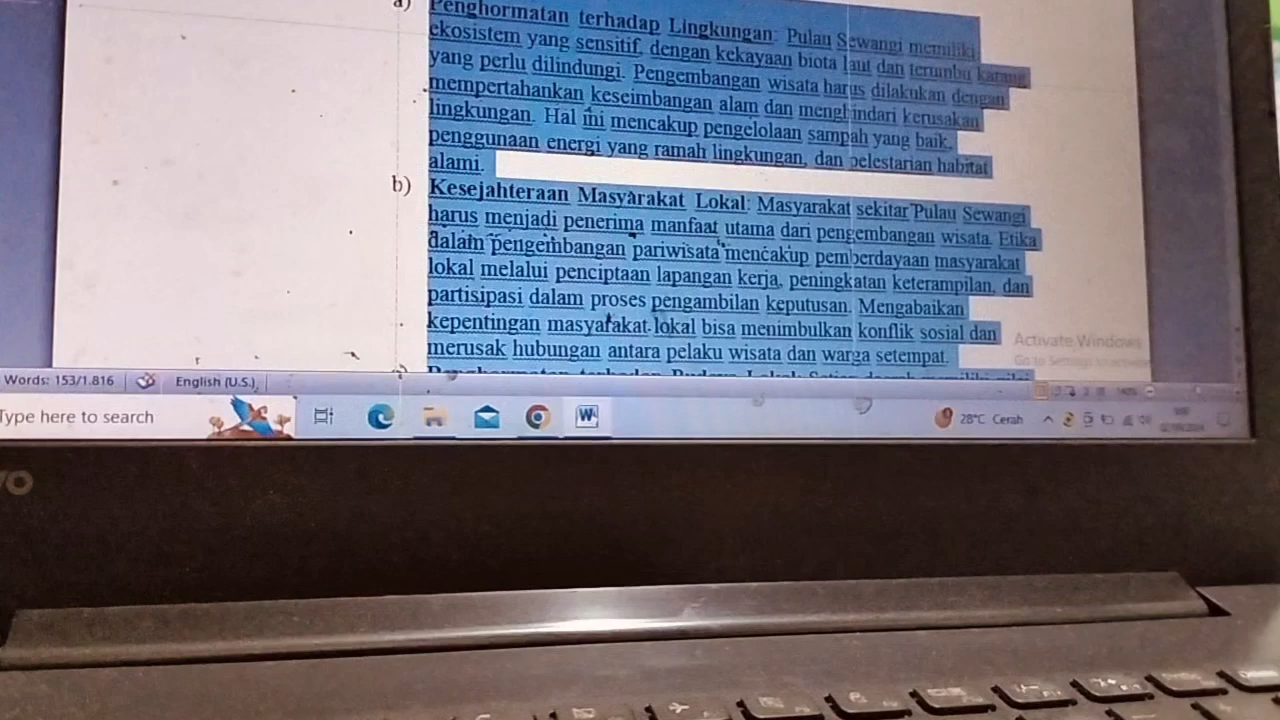 a) Penghormatan terhadap Lingkungan: Pulau Sewangi memiliki
ekosistem yang sensitif, dengan kekayaan biota laut dan terumbu karang
yang perlu dilindungi. Pengembangan wisata harus dilakukan dengan
mempertahankan keseimbangan alam dan menghindari kerusakan
lingkungan. Hal ini mencakup pengelolaan sampah yang baik,
penggunaan energi yang ramah lingkungan, dan pelestarian habitat
alami.
b) Kesejahteraan Masyarakat Lokal: Masyarakat sekitar Pulau Sewangi
harus menjadi penerima manfaat utama dari pengembangan wisata. Etika
dalam pengembangan pariwisata mencakup pemberdayaan masyarakat
lokal melalui penciptaan lapangan kerja, peningkatan keterampilan, dan
partisipasi dalam proses pengambilan keputusan. Mengabaikan
kepentingan masyarakat lokal bisa menimbulkan konflik sosial dan
merusak hubungan antara pelaku wisata dan warga setempat.
Activate Windows
Go to Settings to activate
Words: 153/1.816 English (U.S.)
Type here to search
28°C Cerah